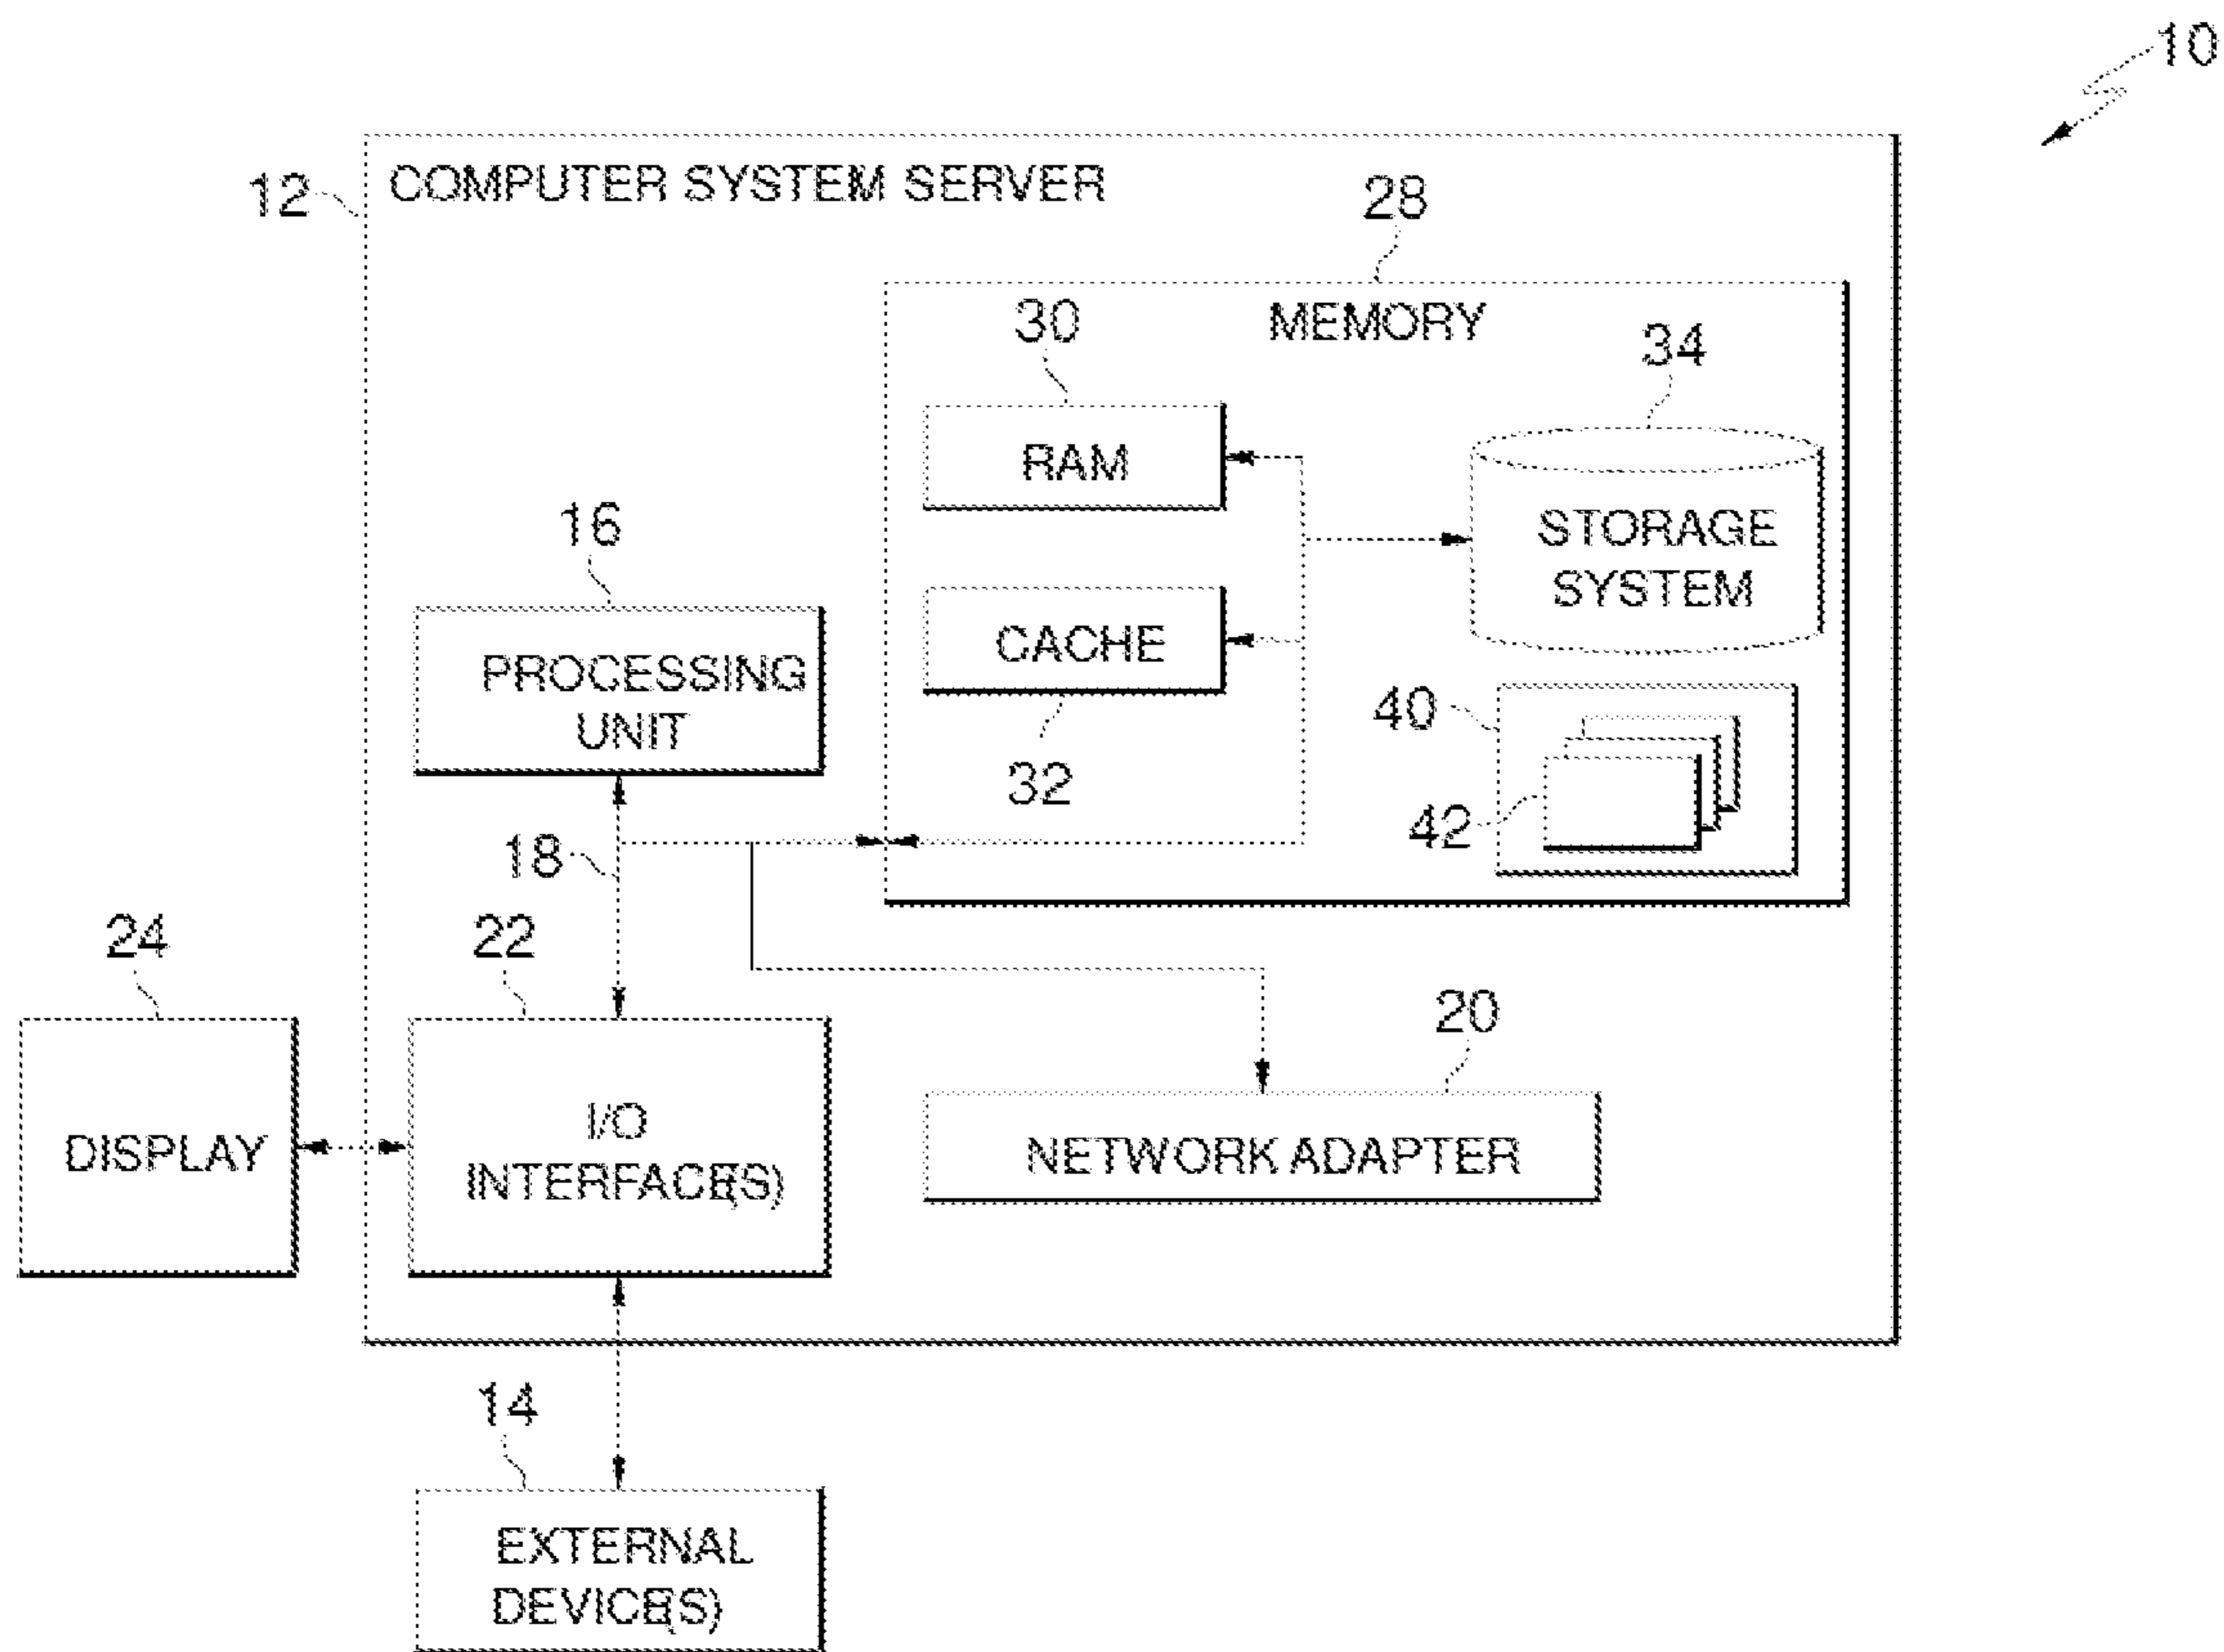 10
12
COMPUTER SYSTEM SERVER
28
MEMORY
30
34
RAM
STORAGE
SYSTEM
16
CACHE
PROCESSING
UNIT
32
40
42
18
24
22
20
DISPLAY
I/O
INTERFACE(S)
NETWORK ADAPTER
14
EXTERNAL
DEVICE(S)